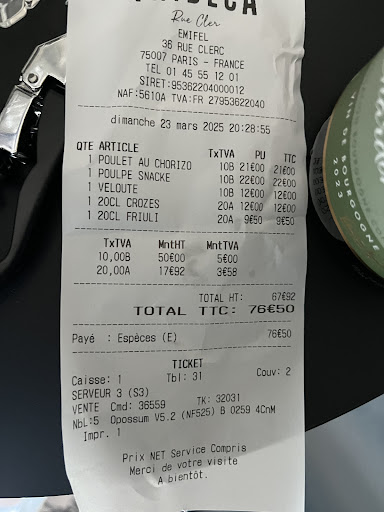 Rue Cler
EMIFEL
36 RUE CLERC
75007 PARIS - FRANCE
TEL 01 45 55 12 01
SIRET:95362204000012
NAF:5610A TVA:FR 27953622040
dimanche 23 mars 2025 20:28:55
QTE ARTICLE TxTVA PU TTC
1 POULET AU CHORIZO 10B 21€00 21€00
1 POULPE SNACKE 10B 22€00 22€00
1 VELOUTE 10B 12€00 12€00
1 20CL CROZES 20A 12€00 12€00
1 20CL FRIULI 20A 9€50 9€50
TxTVA MntHT MntTVA
10,00B 50€00 5€00
20,00A 17€92 3€58
TOTAL HT: 67€92
TOTAL TTC: 76€50
Payé : Espèces (E) 76€50
TICKET
Caisse: 1 Tbl: 31 Couv: 2
SERVEUR 3 (S3)
VENTE Cmd: 36559 TK: 32031
NbL:5 Opossum V5.2 (NF525) B 0259 4CnM
Impr. 1
Prix NET Service Compris
Merci de votre visite
A bientôt.
VIN DE
2023